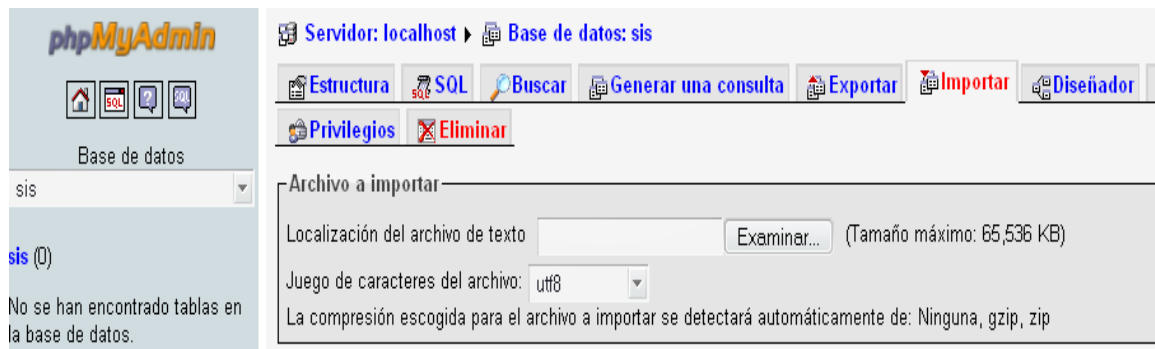 phpMyAdmin
SQL
?
SQL
Base de datos
sis
sis (0)
No se han encontrado tablas en
la base de datos.
Servidor: localhost ▸ Base de datos: sis
Estructura SQL Buscar Generar una consulta Exportar Importar Diseñador
Privilegios Eliminar
Archivo a importar
Localización del archivo de texto Examinar... (Tamaño máximo: 65,536 KB)
Juego de caracteres del archivo: utf8
La compresión escogida para el archivo a importar se detectará automáticamente de: Ninguna, gzip, zip